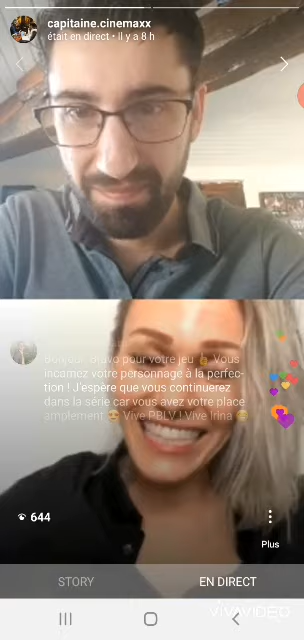 capitaine.cinemaxx
était en direct • Il y a 8 h
Bonjour. Bravo pour votre jeu Vous
incarnez votre personnage à la perfec-
tion ! J'espère que vous continuerez
dans la série car vous avez votre place
amplement 😍 Vive PBLV ! Vive Irina 😊
644
Plus
STORY
EN DIRECT
VIVAVIDEO